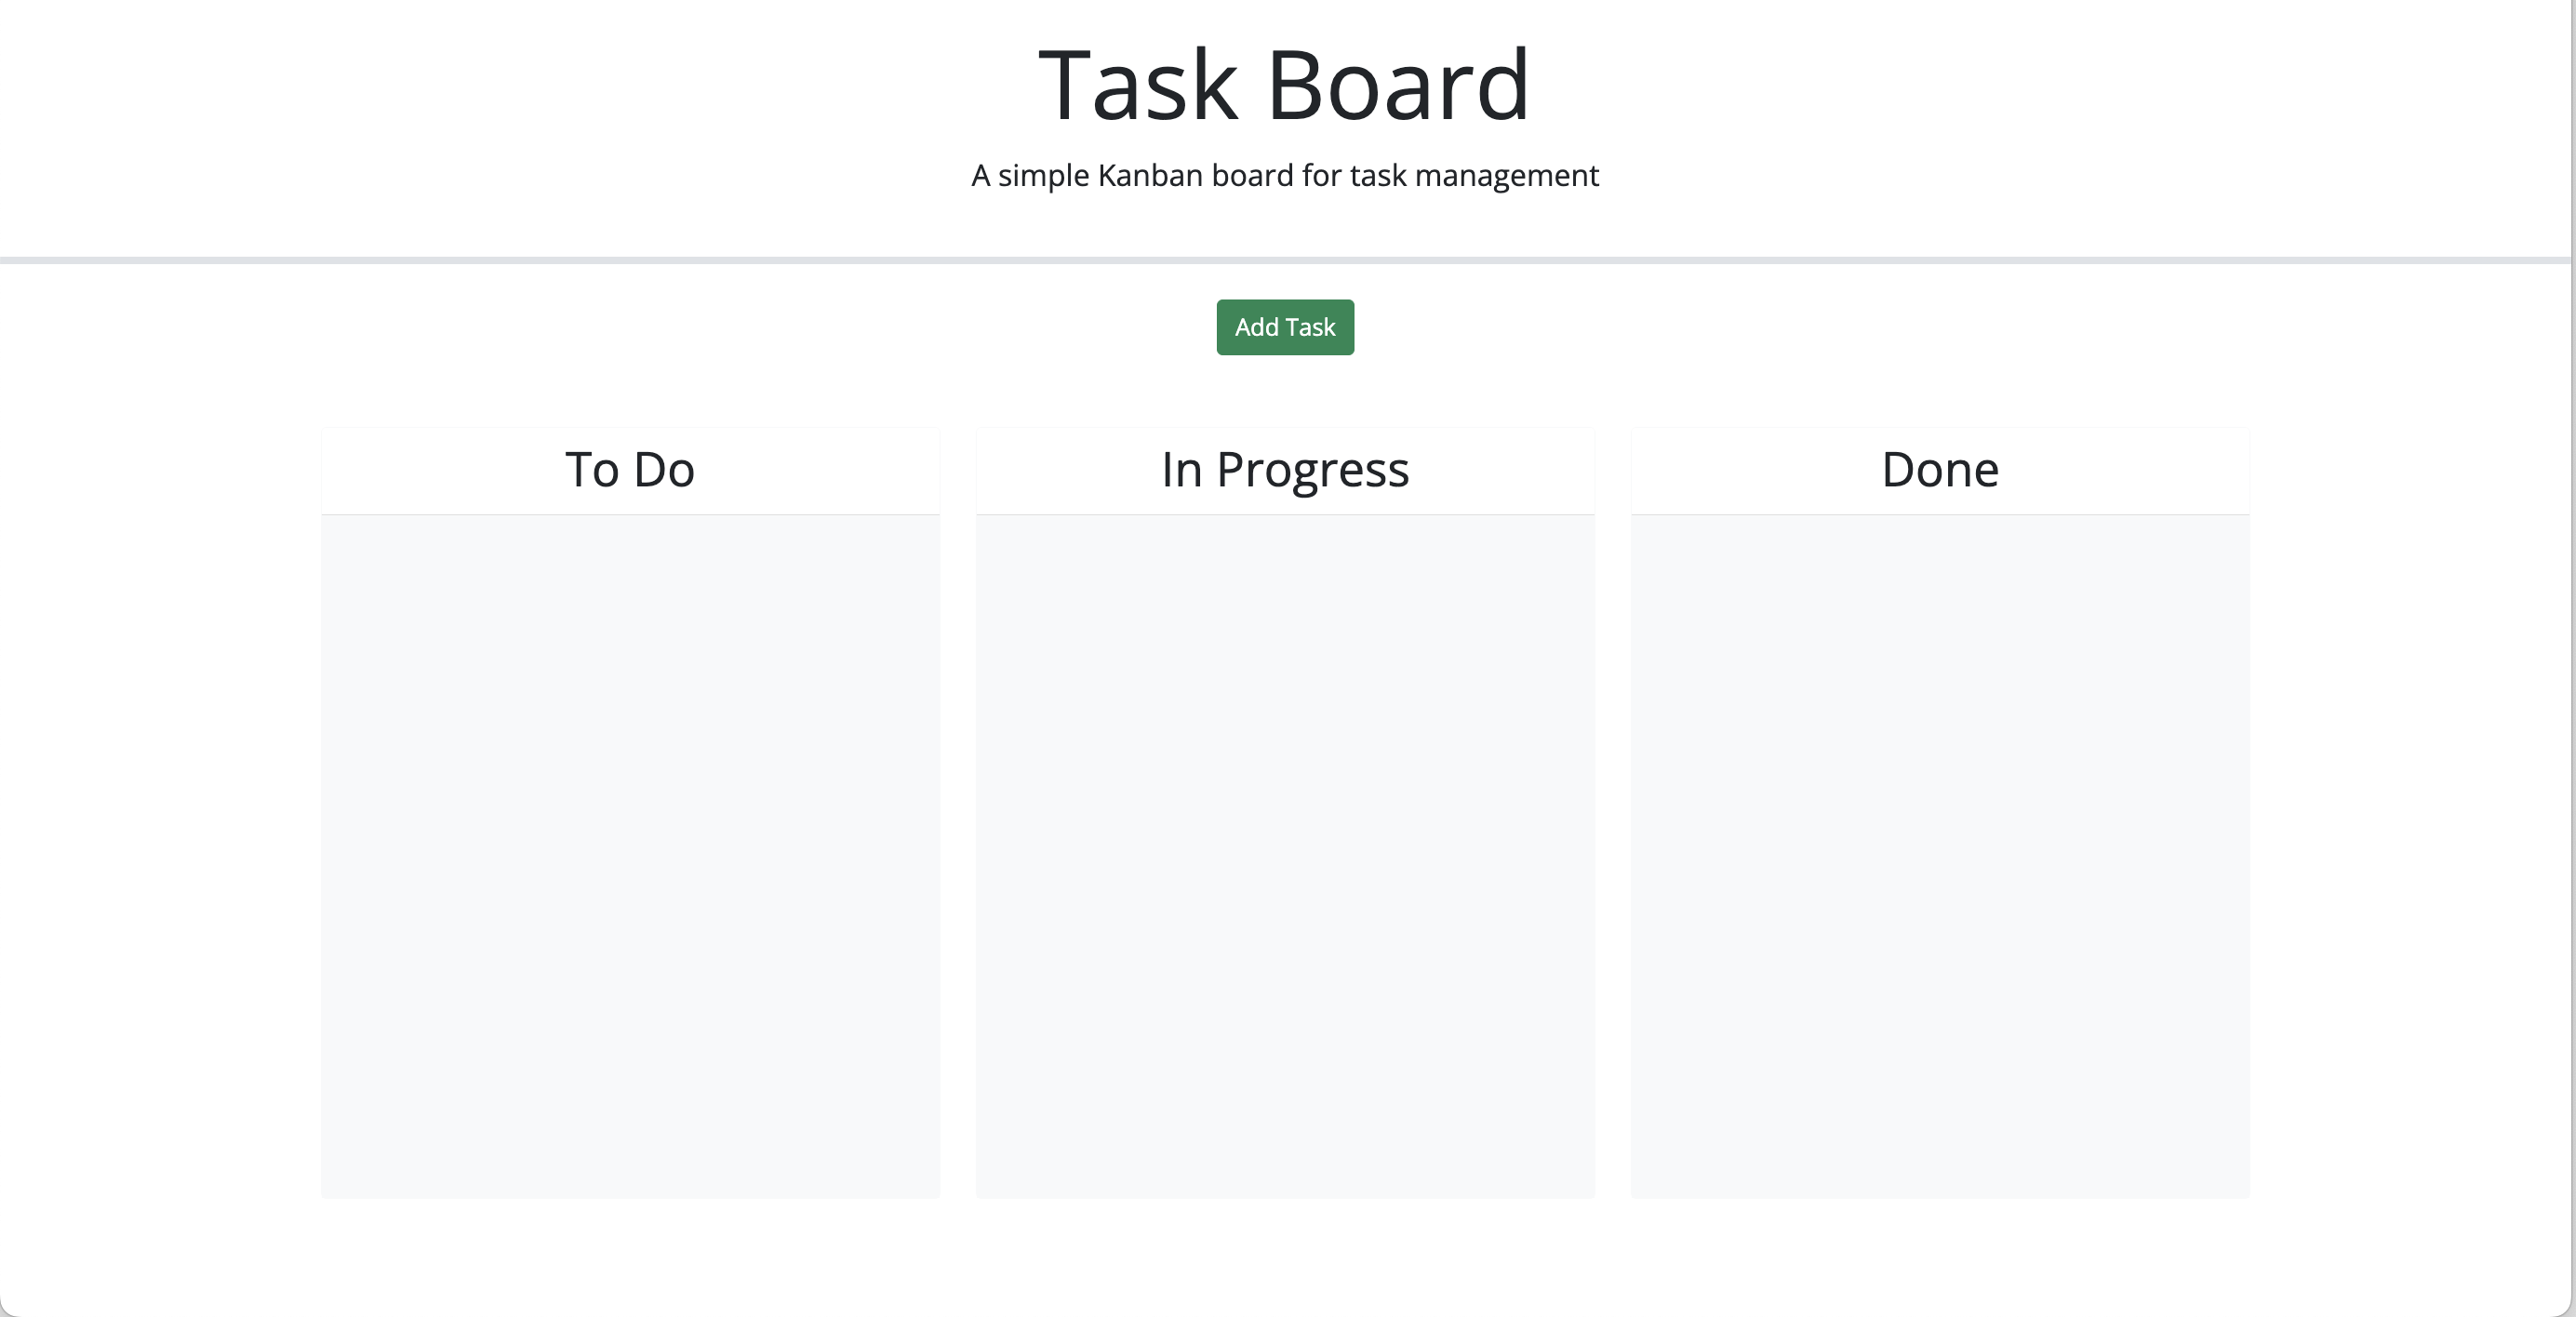 Task Board
A simple Kanban board for task management
Add Task
To Do
In Progress
Done